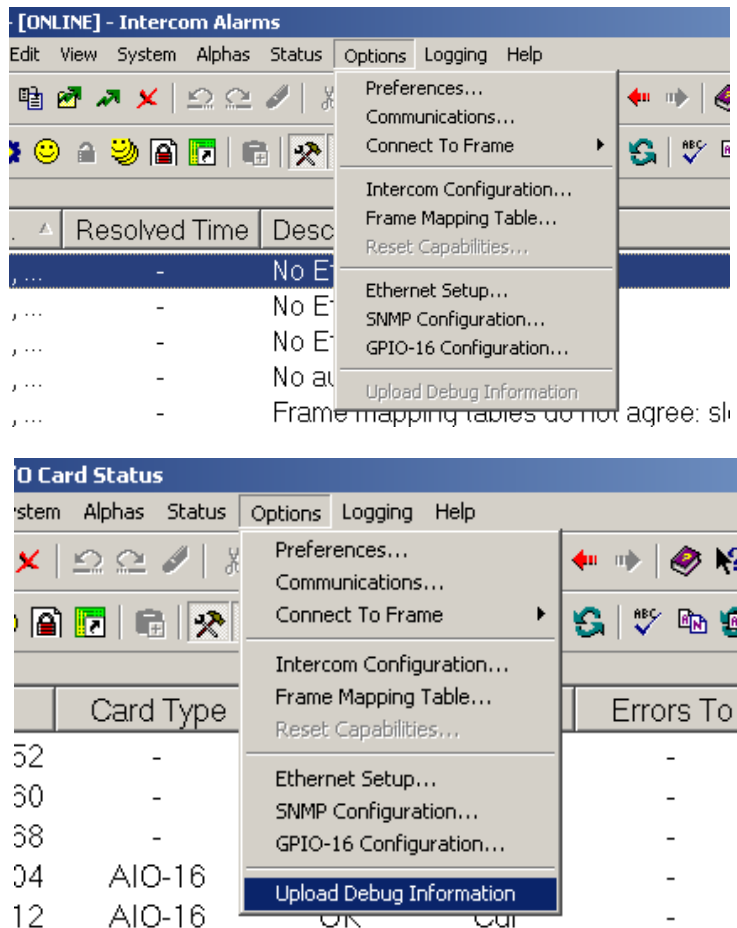 - [ONLINE] - Intercom Alarms
Edit View System Alphas Status Options Logging Help
Preferences...
Communications...
Connect To Frame
ABC
Intercom Configuration...
Resolved Time
Frame Mapping Table...
Reset Capabilities...
, ... - No E
Ethernet Setup...
, ... - No E
SNMP Configuration...
, ... - No E
GPIO-16 Configuration...
, ... - No au
Upload Debug Information
, ... - Frame mapping tables do not agree:
Card Status
Alphas Status Options Logging Help
Preferences...
Communications...
Connect To Frame
ABC
Intercom Configuration...
Card Type Frame Mapping Table... Errors To
Reset Capabilities...
52 - -
Ethernet Setup...
60 - -
SNMP Configuration...
68 - -
GPIO-16 Configuration...
04 AIO-16 -
Upload Debug Information
12 AIO-16 OK -